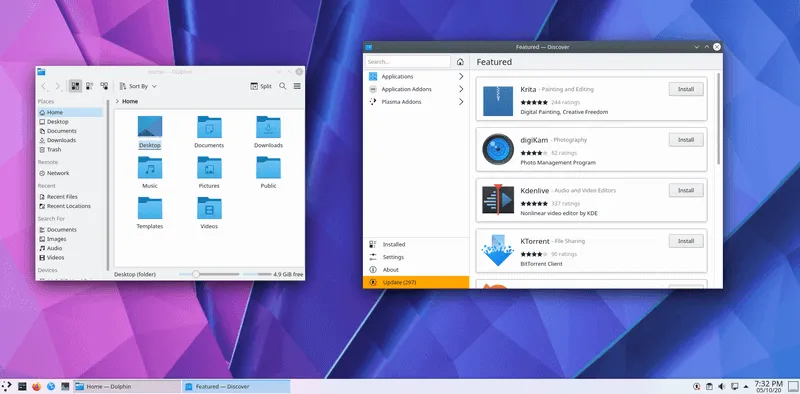 Home — Dolphin
Sort By
Split
Places
Home
Desktop
Documents
Downloads
Trash
Remote
Network
Recent
Recent Files
Recent Locations
Search For
Documents
Images
Audio
Videos
Devices
Home
Desktop
Documents
Downloads
Music
Pictures
Public
Templates
Videos
Desktop (folder)
4.9 GiB free
Featured — Discover
Search...
Applications
Application Addons
Plasma Addons
Installed
Settings
About
Update (297)
Featured
Krita - Painting and Editing
244 ratings
Digital Painting, Creative Freedom
Install
digiKam - Photography
62 ratings
Photo Management Program
Install
Kdenlive - Audio and Video Editors
337 ratings
Nonlinear video editor by KDE
Install
KTorrent - File Sharing
90 ratings
BitTorrent Client
Install
Home — Dolphin
Featured — Discover
7:32 PM
05/10/20